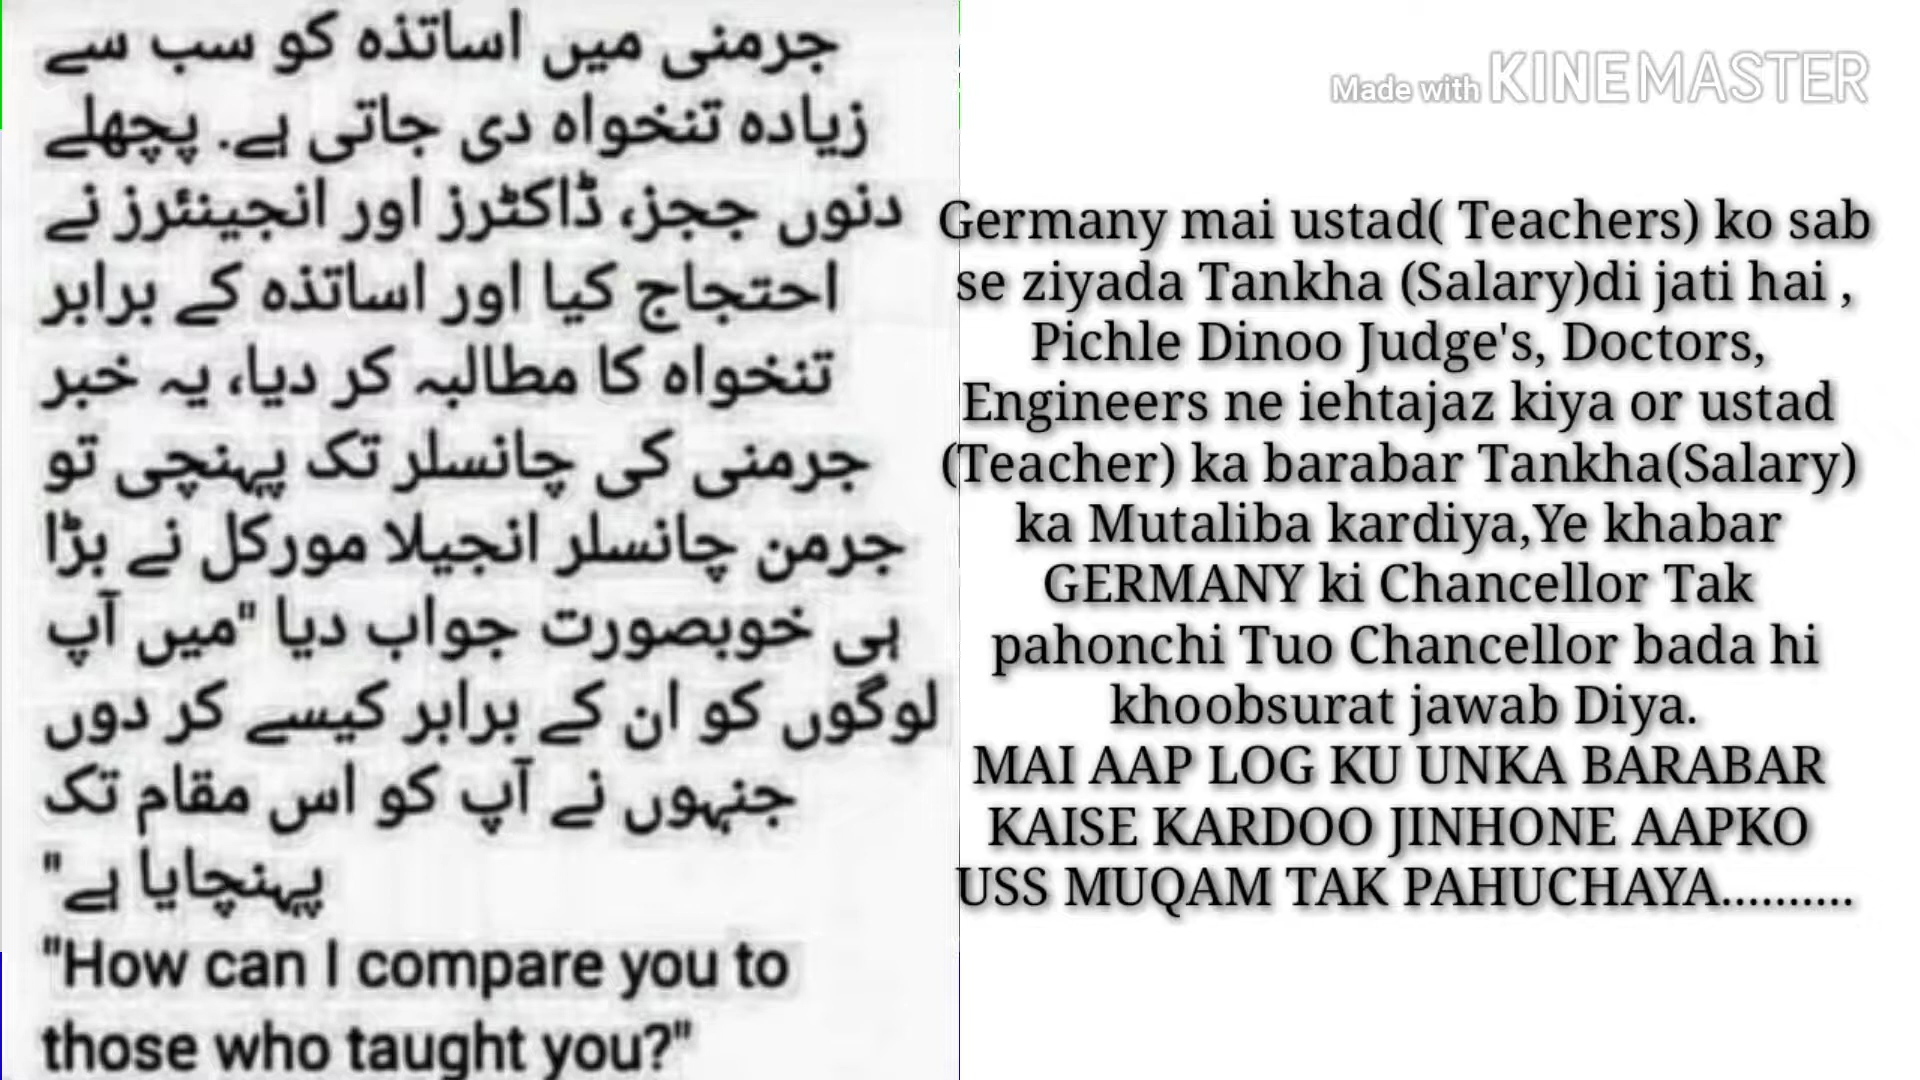 جرمنی میں اساتذہ کو سب سے
زیادہ تنخواہ دی جاتی ہے. پچھلے
دنوں ججز، ڈاکٹرز اور انجینئرز نے
احتجاج کیا اور اساتذہ کے برابر
تنخواہ کا مطالبہ کر دیا، یہ خبر
جرمنی کی چانسلر تک پہنچی تو
جرمن چانسلر انجیلا مورکل نے بڑا
ہی خوبصورت جواب دیا "میں آپ
لوگوں کو ان کے برابر کیسے کر دوں
جنہوں نے آپ کو اس مقام تک
پہنچایا ہے"
"How can I compare you to
those who taught you?"
Made with KINEMASTER
Germany mai ustad( Teachers) ko sab
se ziyada Tankha (Salary)di jati hai ,
Pichle Dinoo Judge's, Doctors,
Engineers ne iehtajaz kiya or ustad
(Teacher) ka barabar Tankha(Salary)
ka Mutaliba kardiya,Ye khabar
GERMANY ki Chancellor Tak
pahonchi Tuo Chancellor bada hi
khoobsurat jawab Diya.
MAI AAP LOG KU UNKA BARABAR
KAISE KARDOO JINHONE AAPKO
USS MUQAM TAK PAHUCHAYA..........